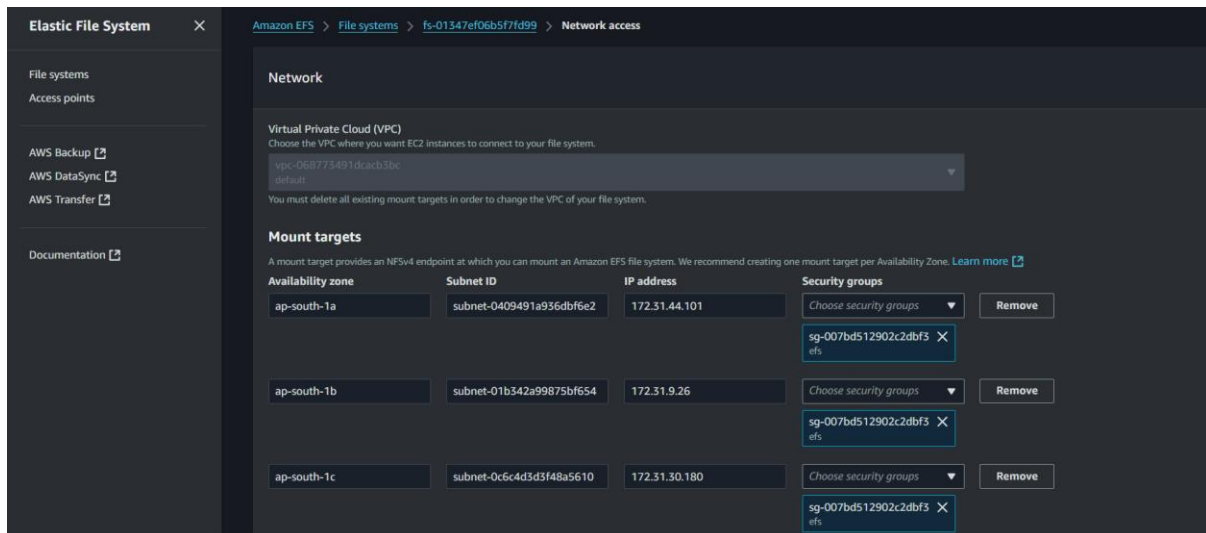 Elastic File System
Amazon EFS > File systems > fs-01347ef06b5f7fd99 > Network access
File systems
Access points
AWS Backup
AWS DataSync
AWS Transfer
Documentation
Network
Virtual Private Cloud (VPC)
Choose the VPC where you want EC2 instances to connect to your file system.
vpc-068773491dcacb3bc
default
You must delete all existing mount targets in order to change the VPC of your file system.
Mount targets
A mount target provides an NFSv4 endpoint at which you can mount an Amazon EFS file system. We recommend creating one mount target per Availability Zone. Learn more
Availability zone Subnet ID IP address Security groups
ap-south-1a subnet-0409491a936dbf6e2 172.31.44.101 Choose security groups Remove
sg-007bd512902c2dbf3
efs
ap-south-1b subnet-01b342a99875bf654 172.31.9.26 Choose security groups Remove
sg-007bd512902c2dbf3
efs
ap-south-1c subnet-0c6c4d3d3f48a5610 172.31.30.180 Choose security groups Remove
sg-007bd512902c2dbf3
efs